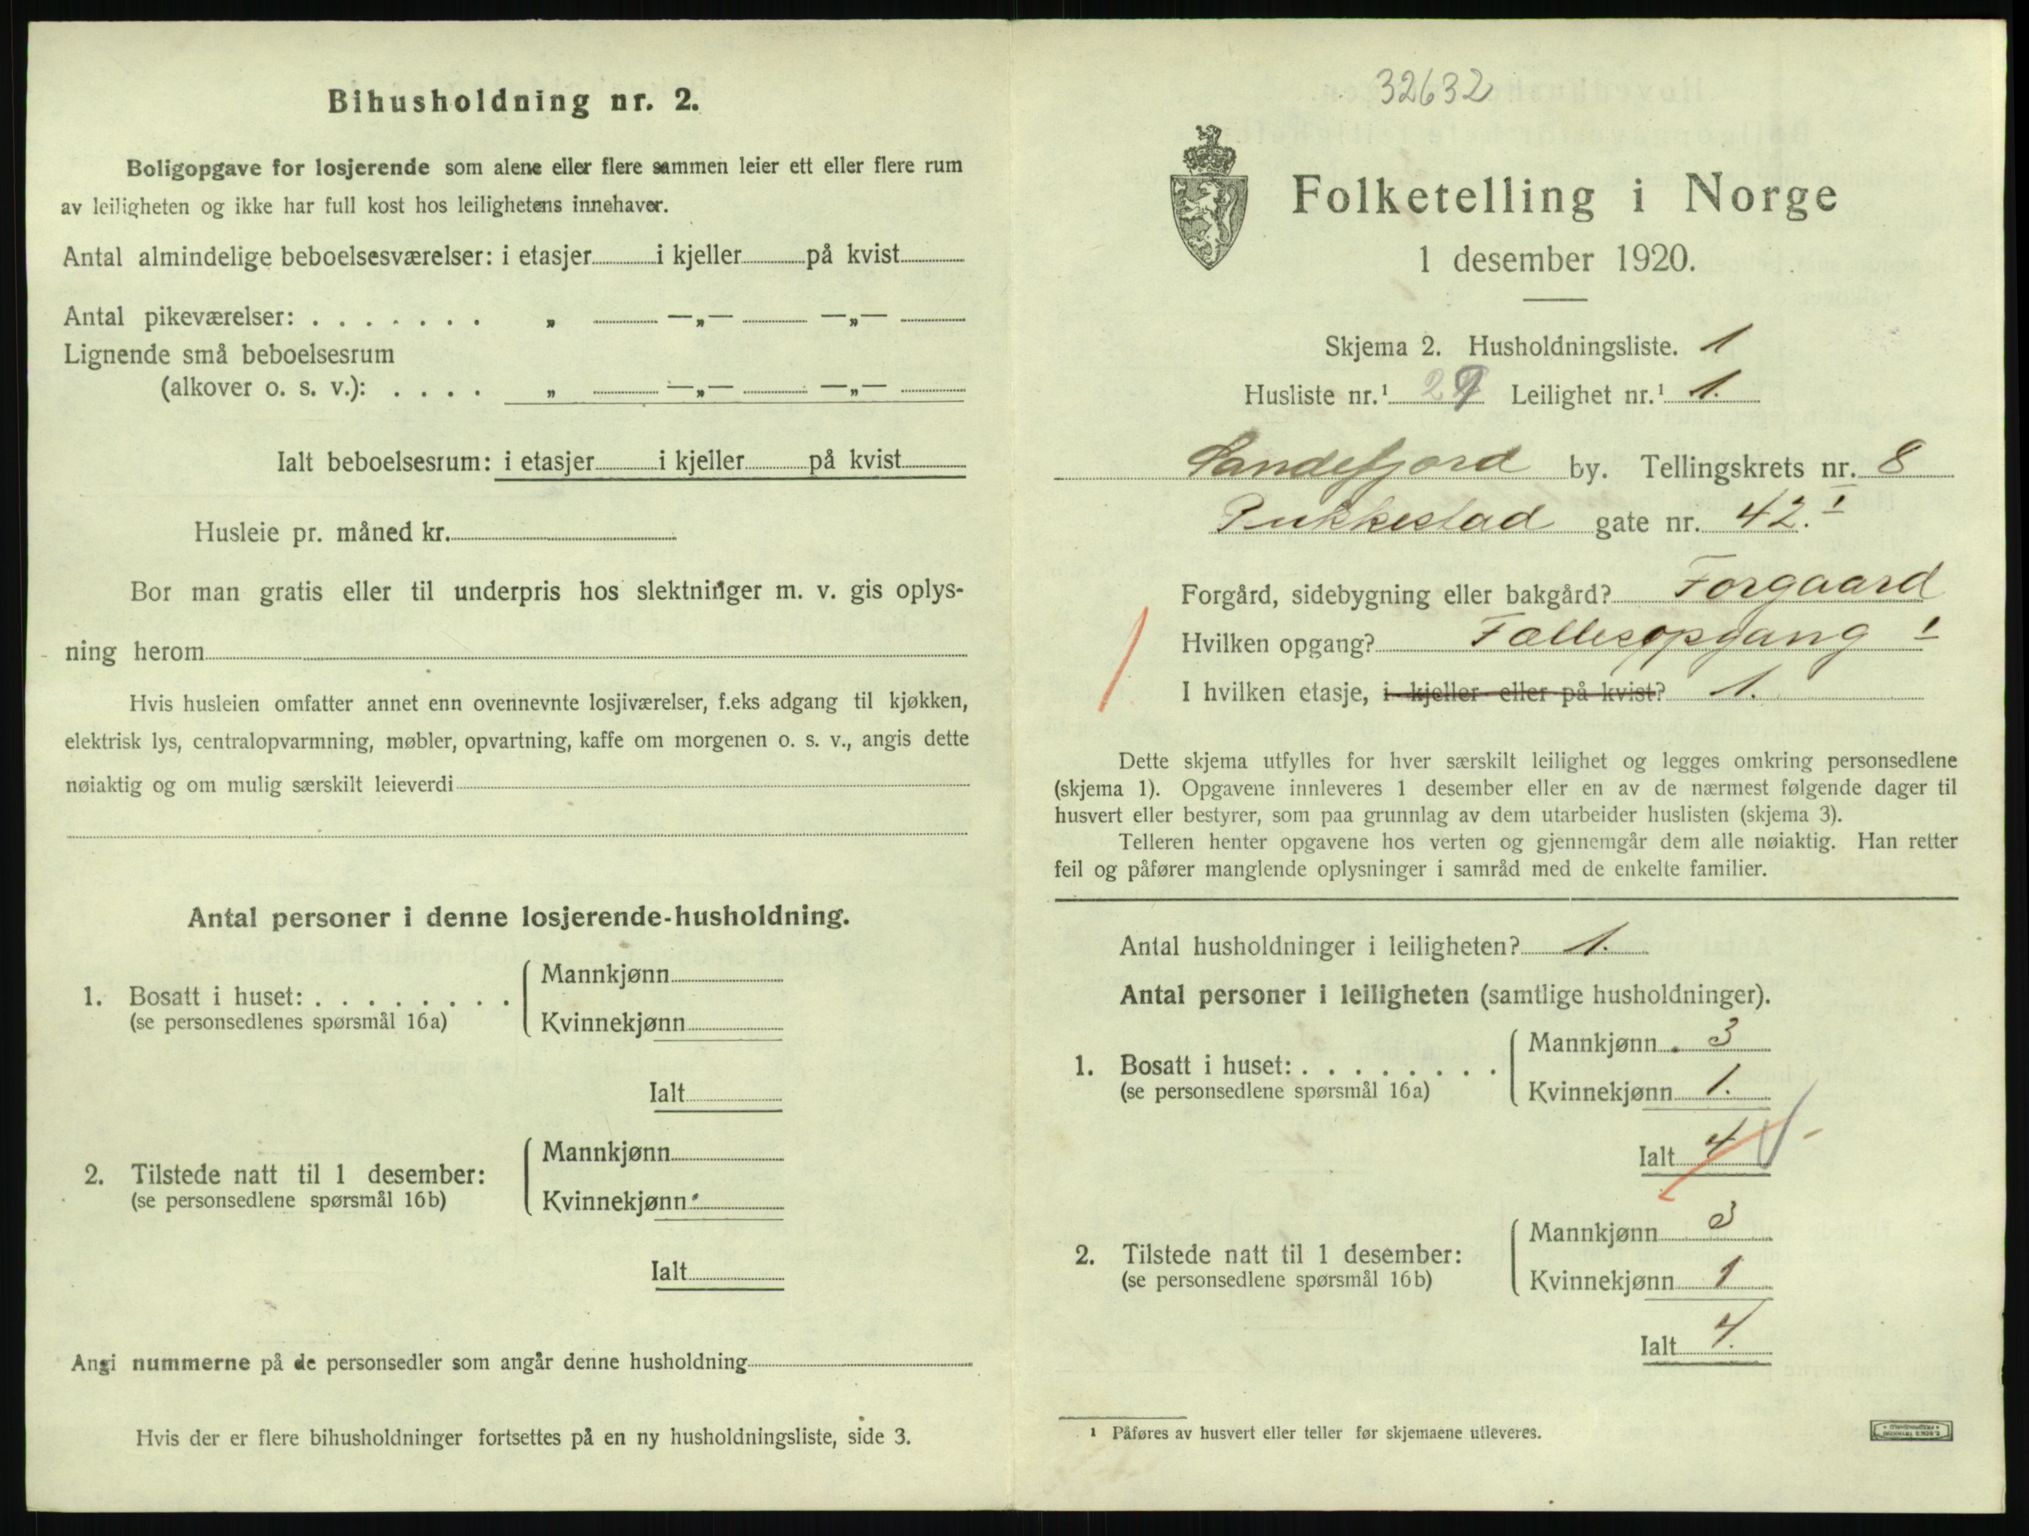 Bihusholdning nr. 2.
Boligopgave for losjerende som alene eller flere sammen leier ett eller flere rum
av leiligheten og ikke har full kost hos leilighetens innehaver.
Antal almindelige beboelsesværelser: i etasjer i kjeller på kvist
Antal pikeværelser: . . . . . . . „ —„— —„—
Lignende små beboelsesrum
(alkover o. s. v.): . . . . „ —„— —„—
Ialt beboelsesrum: i etasjer i kjeller på kvist
Husleie pr. måned kr.
Bor man gratis eller til underpris hos slektninger m. v. gis oplys-
ning herom
Hvis husleien omfatter annet enn ovennevnte losjiværelser, f.eks adgang til kjøkken,
elektrisk lys, centralopvarmning, møbler, opvartning, kaffe om morgenen o. s. v., angis dette
nøiaktig og om mulig særskilt leieverdi
Antal personer i denne losjerende-husholdning.
1. Bosatt i huset: . . . . . . . .
(se personsedlenes spørsmål 16a)
Mannkjønn
Kvinnekjønn
Ialt
2. Tilstede natt til 1 desember:
(se personsedlene spørsmål 16b)
Mannkjønn
Kvinnekjønn
Ialt
Angi nummerne på de personsedler som angår denne husholdning
Hvis der er flere bihusholdninger fortsettes på en ny husholdningsliste, side 3.
32632
Folketelling i Norge
1 desember 1920.
Skjema 2. Husholdningsliste. 1
Husliste nr.¹ 29 Leilighet nr.¹ 1.
Sandefjord by. Tellingskrets nr. 8
Pukkestad gate nr. 42.ᴵ
Forgård, sidebygning eller bakgård? Forgaard
Hvilken opgang? Fællesopgang ᴵ
I hvilken etasje, i kjeller eller på kvist? 1.
Dette skjema utfylles for hver særskilt leilighet og legges omkring personsedlene
(skjema 1). Opgavene innleveres 1 desember eller en av de nærmest følgende dager til
husvert eller bestyrer, som paa grunnlag av dem utarbeider huslisten (skjema 3).
Telleren henter opgavene hos verten og gjennemgår dem alle nøiaktig. Han retter
feil og påfører manglende oplysninger i samråd med de enkelte familier.
Antal husholdninger i leiligheten? 1.
Antal personer i leiligheten (samtlige husholdninger).
1. Bosatt i huset: . . . . . . . .
(se personsedlene spørsmål 16a)
Mannkjønn 3
Kvinnekjønn 1.
Ialt 4
2. Tilstede natt til 1 desember:
(se personsedlene spørsmål 16b)
Mannkjønn 3
Kvinnekjønn 1
Ialt 4.
¹ Påføres av husvert eller teller før skjemaene utleveres.